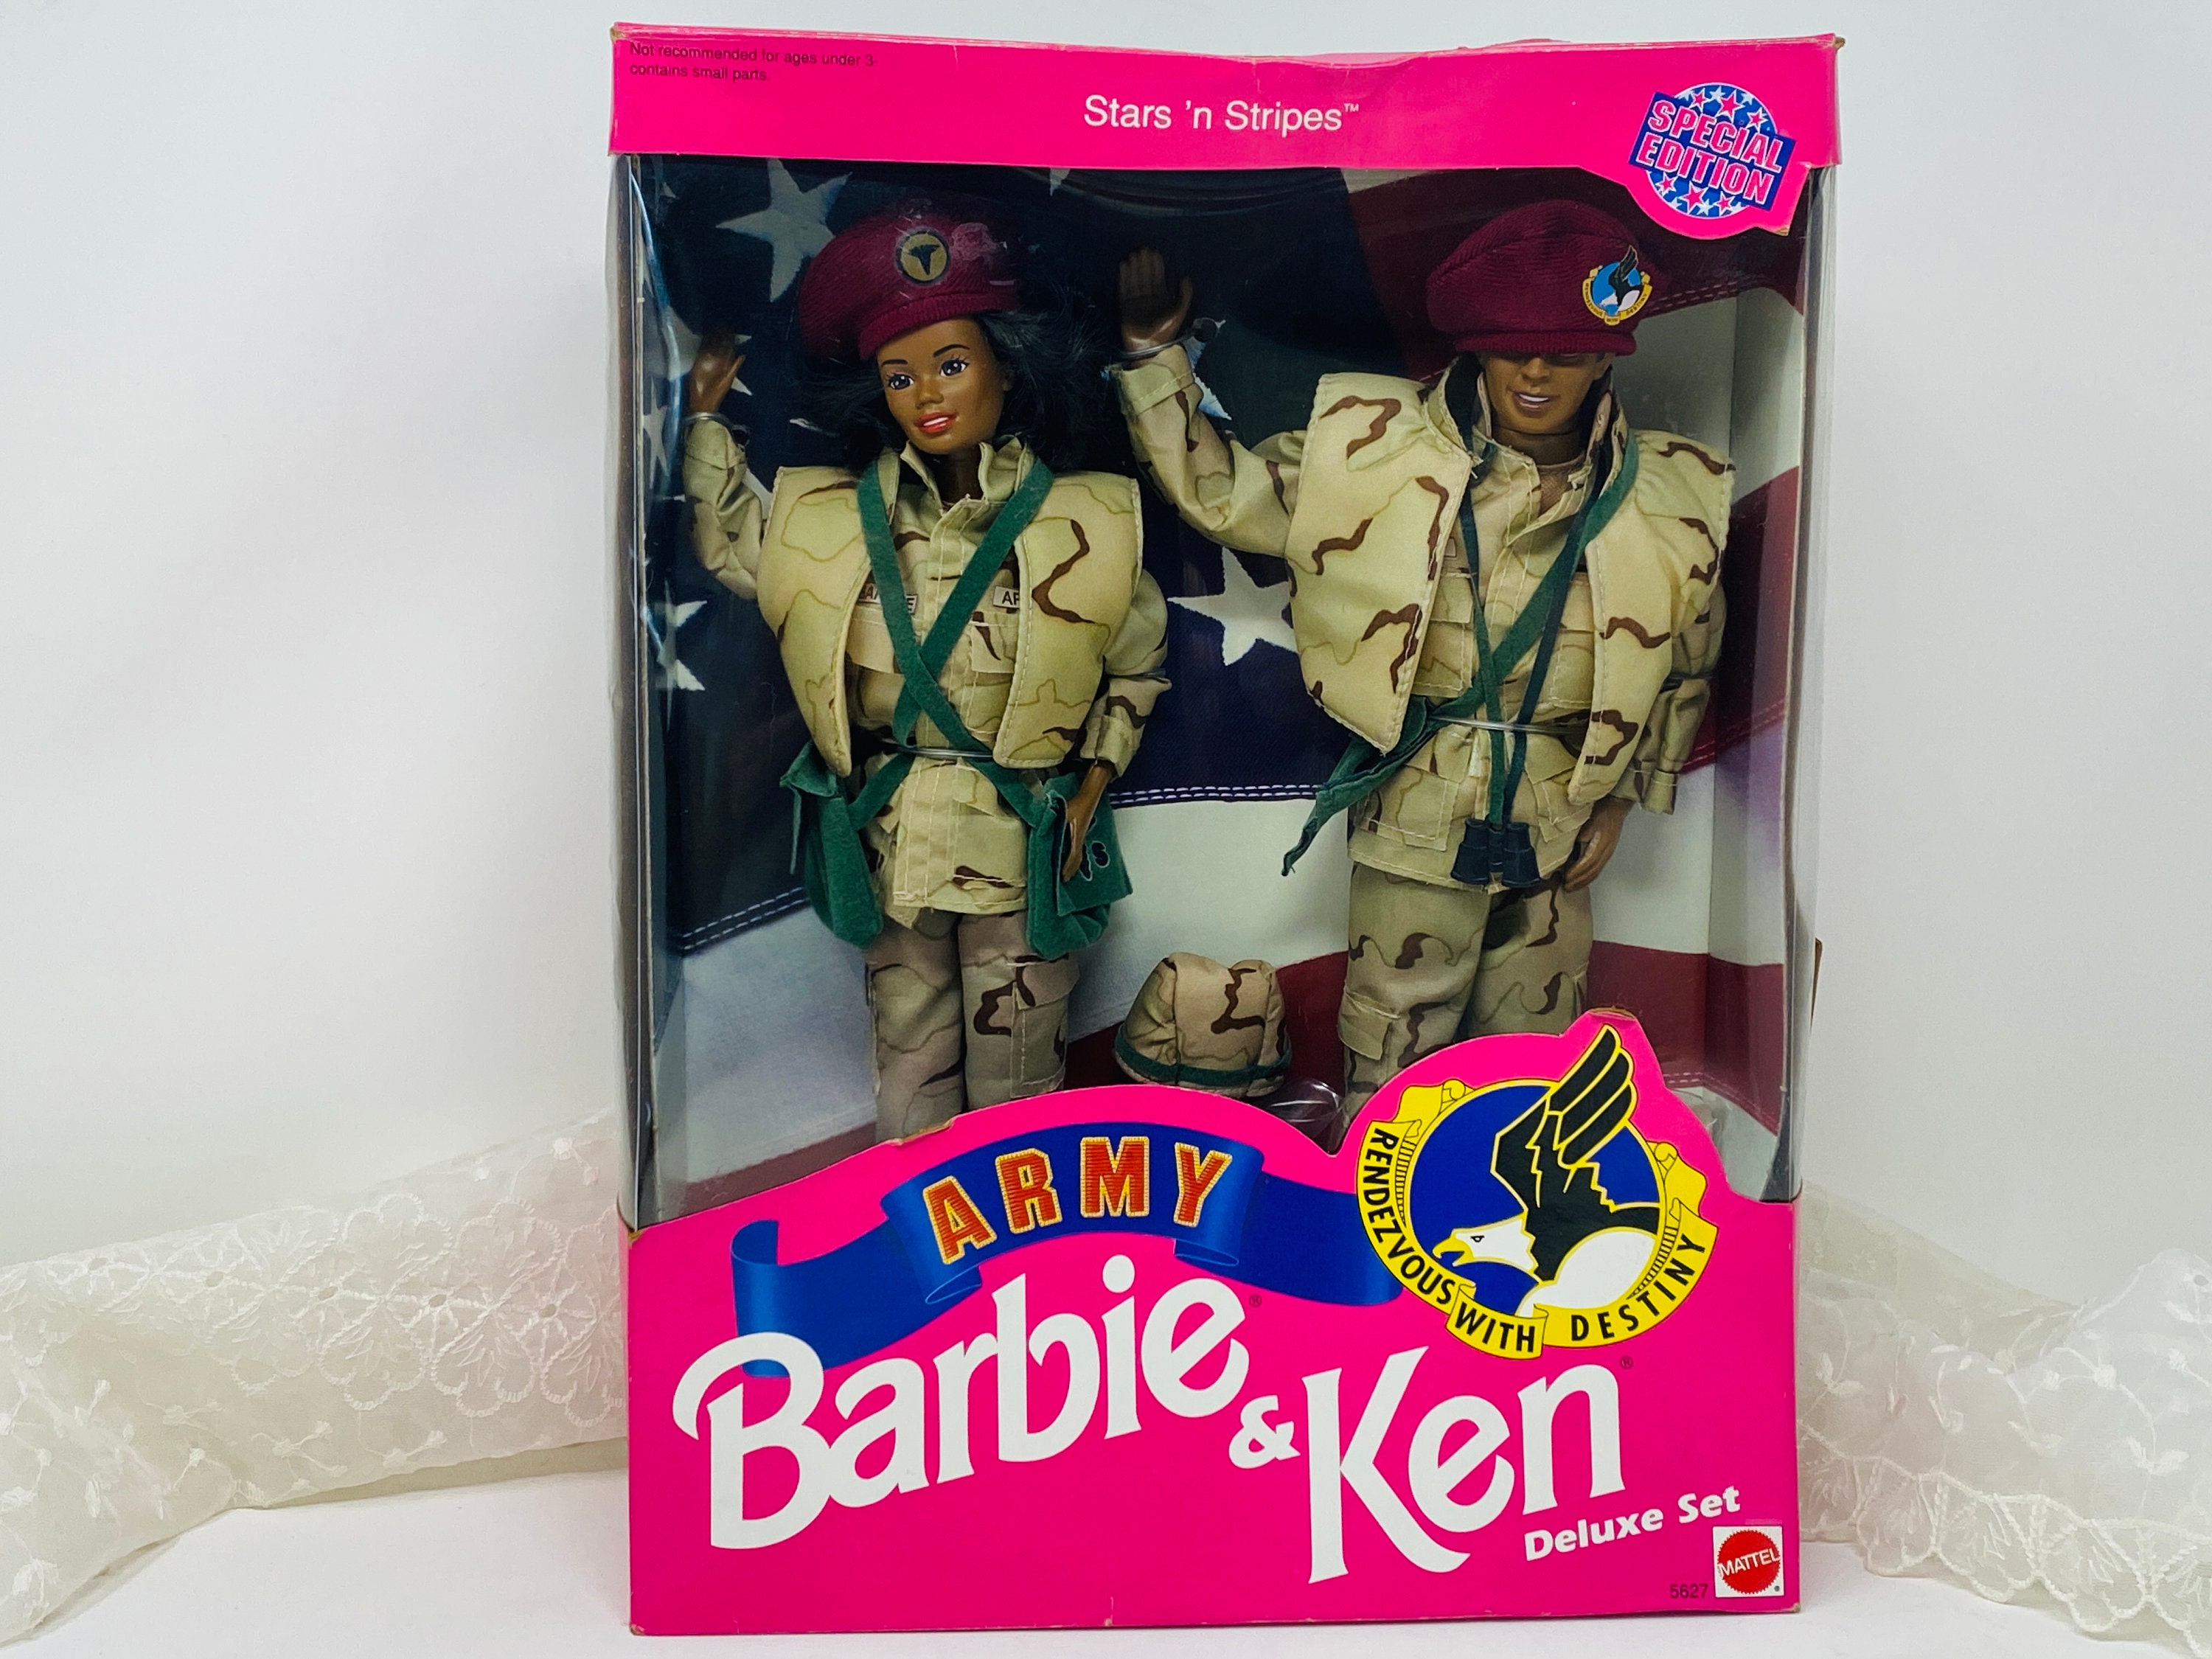 Not recommended for ages under 3-
contains small parts.
Stars 'n Stripes™
SPECIAL
EDITION
ARMY
RENDEZVOUS WITH DESTINY
Barbie®
& Ken®
Deluxe Set
MATTEL®
5627